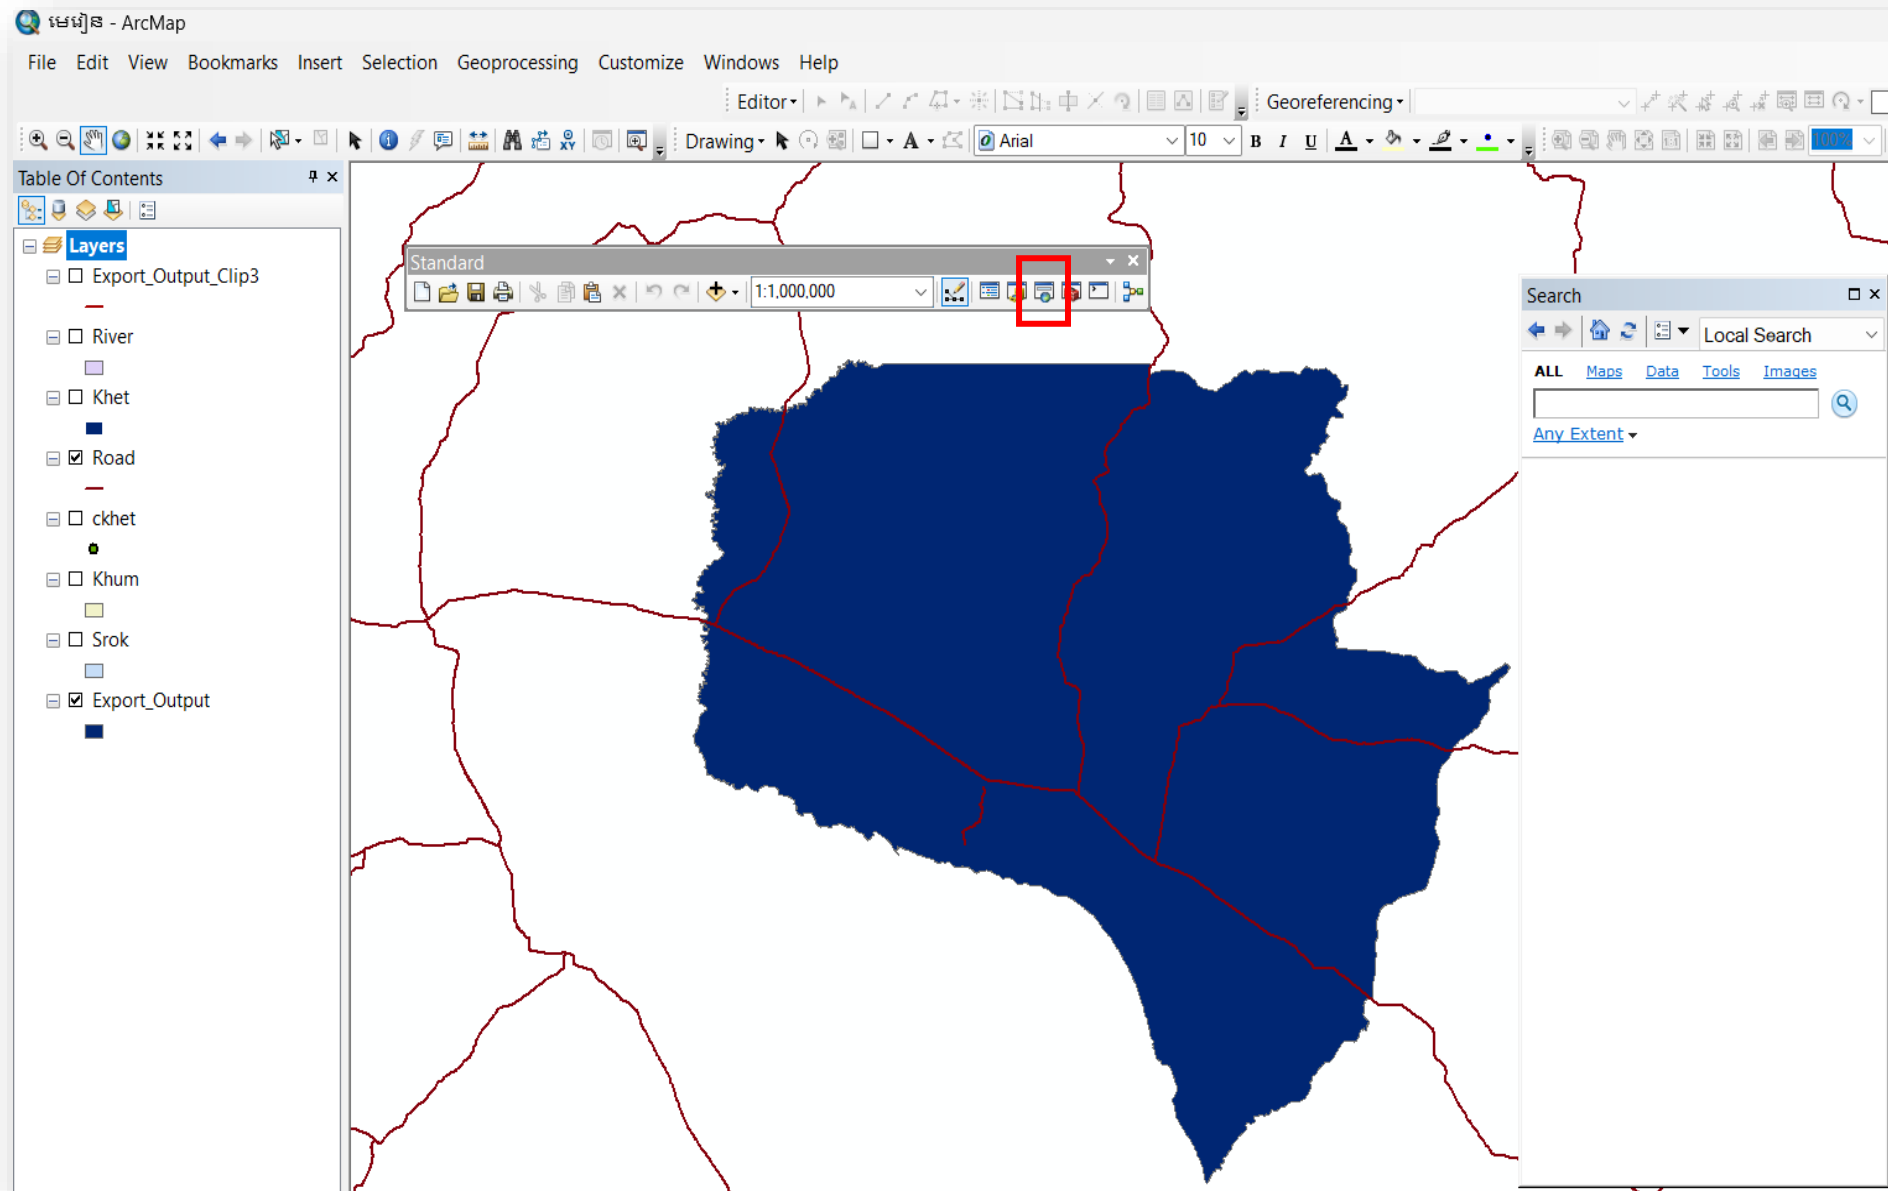 មេរៀន - ArcMap
File Edit View Bookmarks Insert Selection Geoprocessing Customize Windows Help
Editor Georeferencing
Drawing A Arial 10 B I U A 100%
Table Of Contents
Layers
Export_Output_Clip3
River
Khet
Road
ckhet
Khum
Srok
Export_Output
Standard
1:1,000,000
Search
Local Search
ALL Maps Data Tools Images
Any Extent